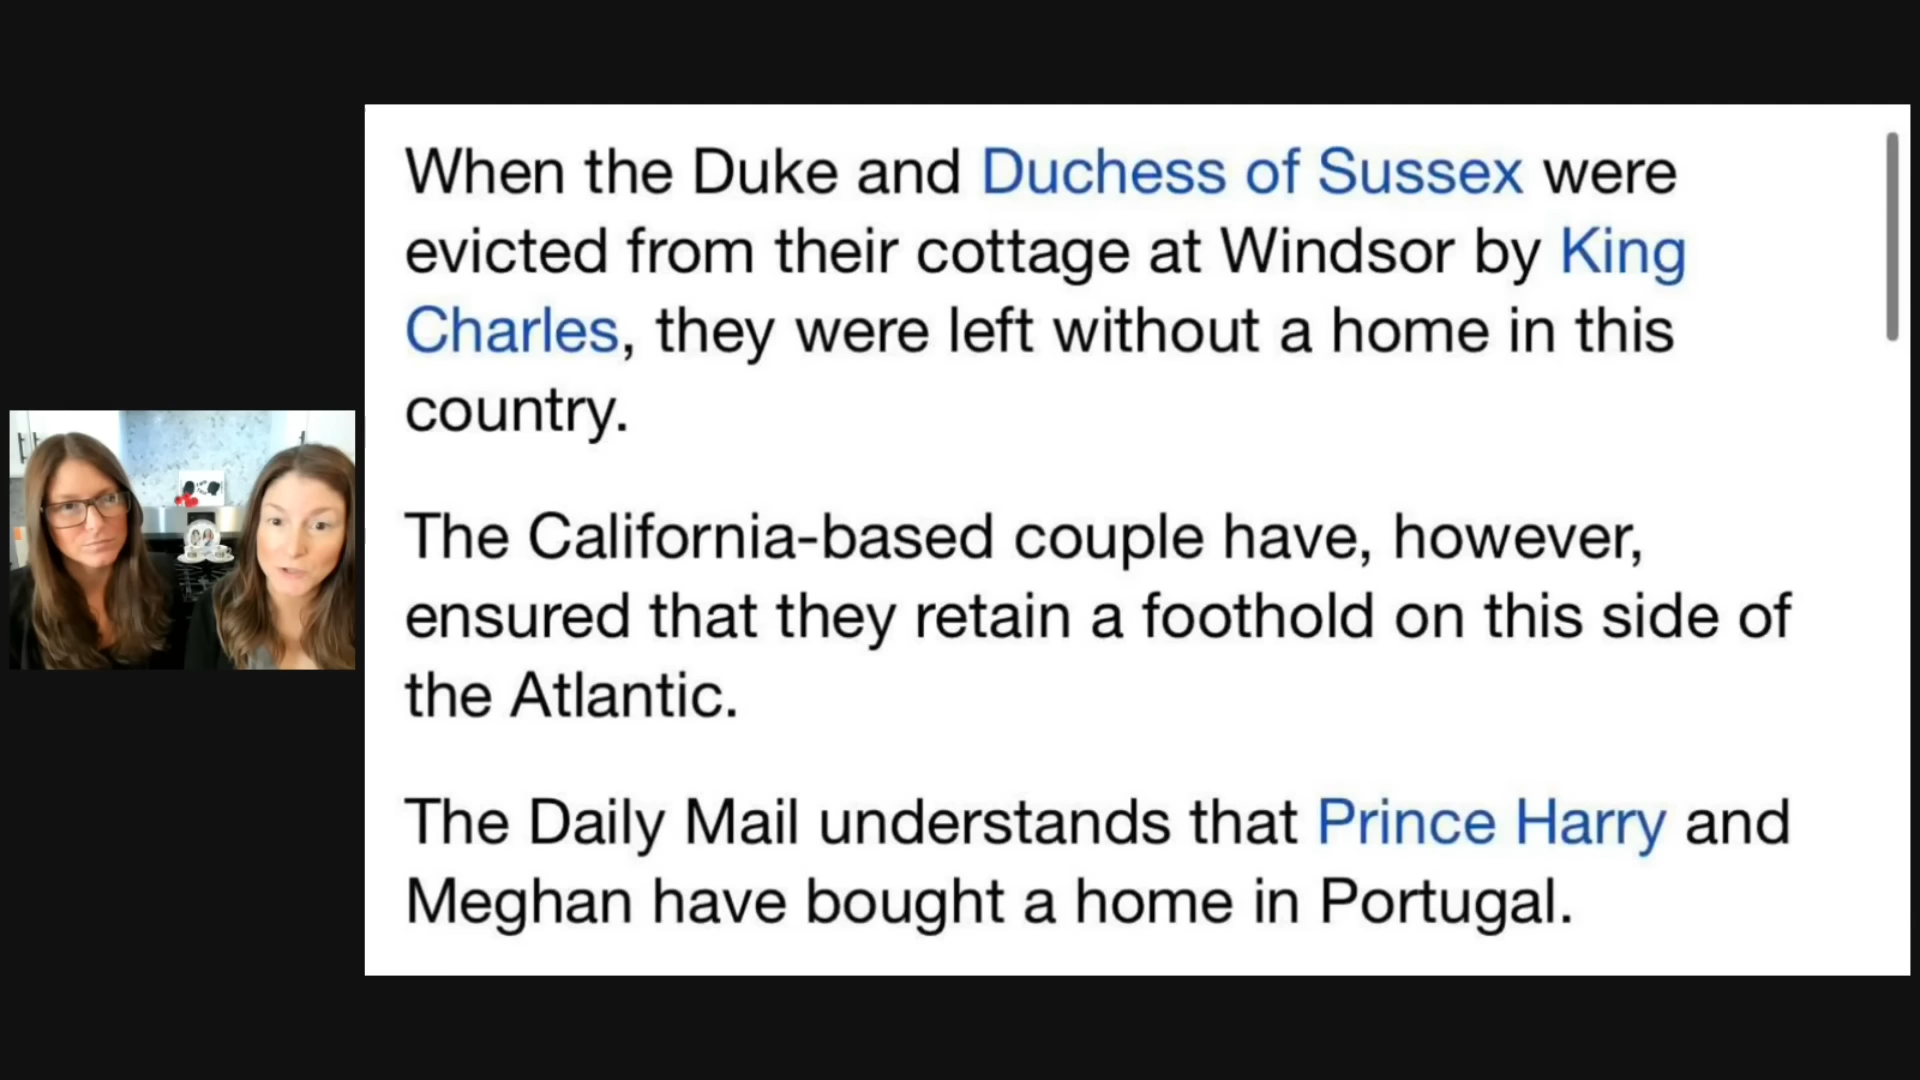 When the Duke and Duchess of Sussex were
evicted from their cottage at Windsor by King
Charles, they were left without a home in this
country.
The California-based couple have, however,
ensured that they retain a foothold on this side of
the Atlantic.
The Daily Mail understands that Prince Harry and
Meghan have bought a home in Portugal.